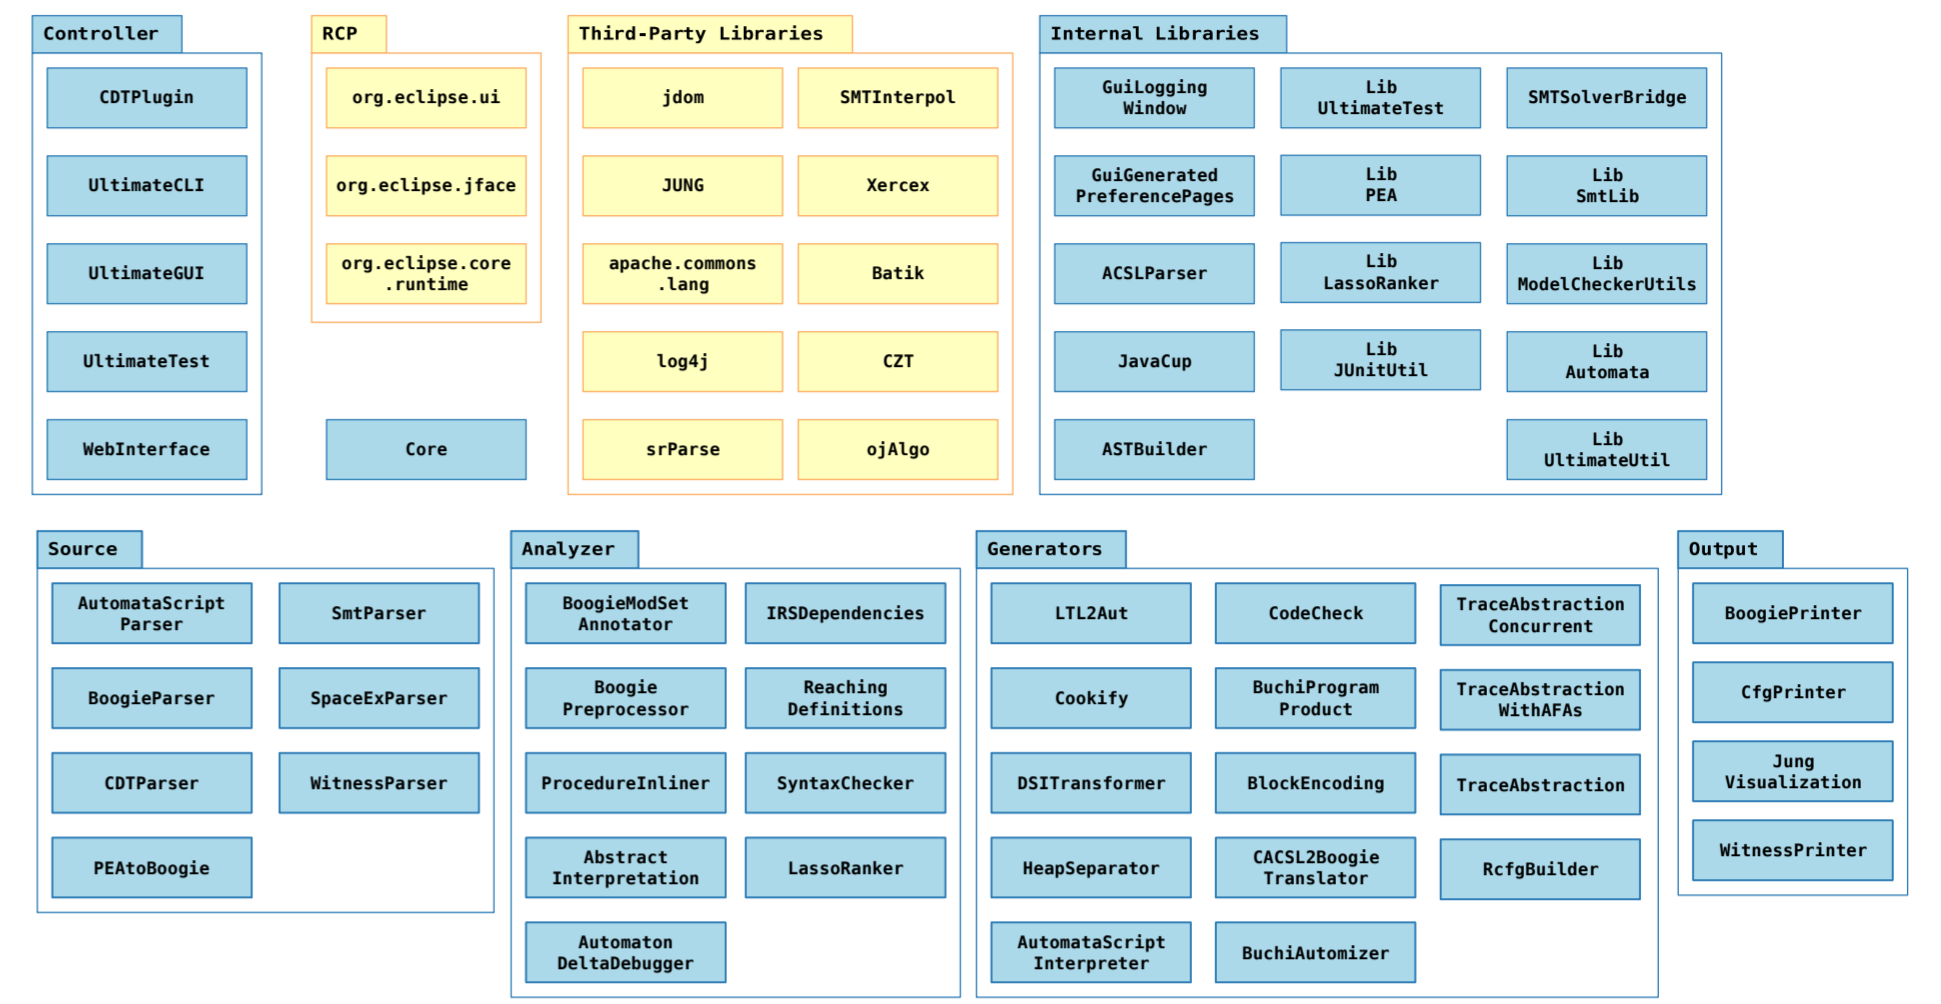 Controller
CDTPlugin
UltimateCLI
UltimateGUI
UltimateTest
WebInterface
RCP
org.eclipse.ui
org.eclipse.jface
org.eclipse.core
.runtime
Core
Third-Party Libraries
jdom
SMTInterpol
JUNG
Xercex
apache.commons
.lang
Batik
log4j
CZT
srParse
ojAlgo
Internal Libraries
GuiLogging
Window
Lib
UltimateTest
SMTSolverBridge
GuiGenerated
PreferencePages
Lib
PEA
Lib
SmtLib
ACSLParser
Lib
LassoRanker
Lib
ModelCheckerUtils
JavaCup
Lib
JUnitUtil
Lib
Automata
ASTBuilder
Lib
UltimateUtil
Source
AutomataScript
Parser
SmtParser
BoogieParser
SpaceExParser
CDTParser
WitnessParser
PEAtoBoogie
Analyzer
BoogieModSet
Annotator
IRSDependencies
Boogie
Preprocessor
Reaching
Definitions
ProcedureInliner
SyntaxChecker
Abstract
Interpretation
LassoRanker
Automaton
DeltaDebugger
Generators
LTL2Aut
CodeCheck
TraceAbstraction
Concurrent
Cookify
BuchiProgram
Product
TraceAbstraction
WithAFAs
DSITransformer
BlockEncoding
TraceAbstraction
HeapSeparator
CACSL2Boogie
Translator
RcfgBuilder
AutomataScript
Interpreter
BuchiAutomizer
Output
BoogiePrinter
CfgPrinter
Jung
Visualization
WitnessPrinter